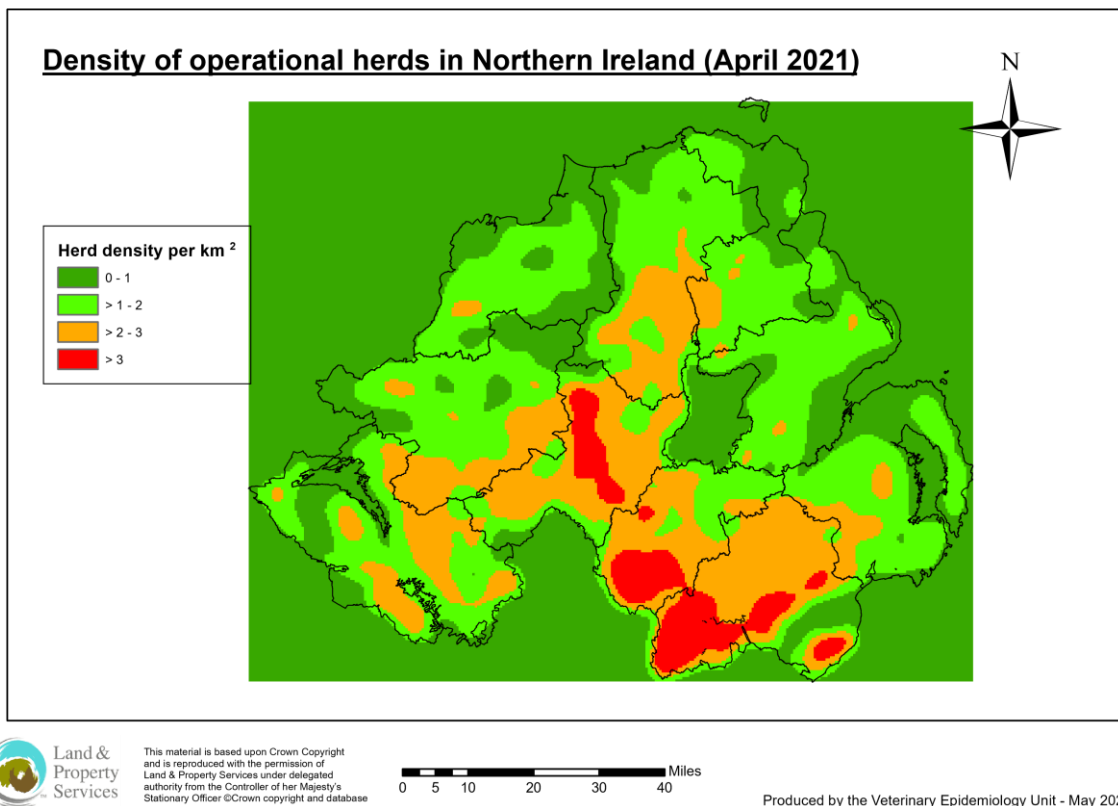 Density of operational herds in Northern Ireland (April 2021)
N
Herd density per km ²
0 - 1
> 1 - 2
> 2 - 3
> 3
Land &
Property
Services
This material is based upon Crown Copyright
and is reproduced with the permission of
Land & Property Services under delegated
authority from the Controller of her Majesty's
Stationary Officer ©Crown copyright and database
Miles
0 5 10 20 30 40
Produced by the Veterinary Epidemiology Unit - May